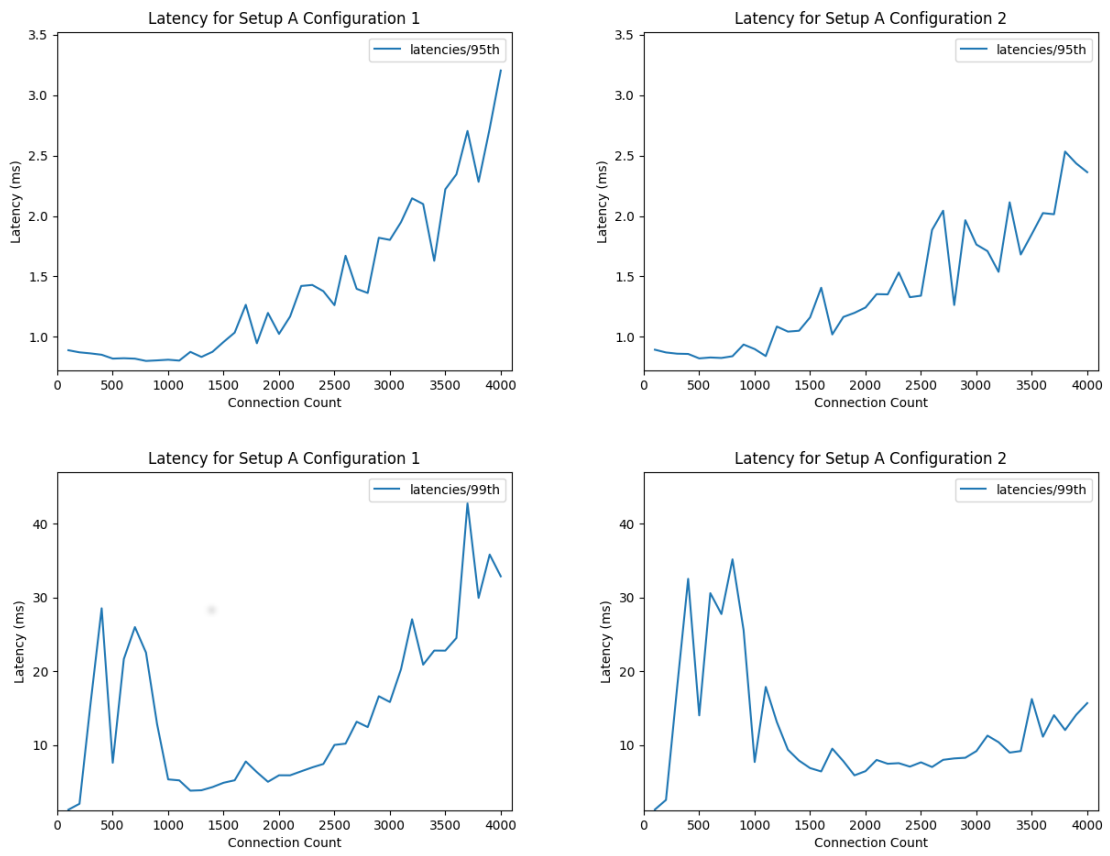 Latency for Setup A Configuration 1
latencies/95th
Latency (ms)
3.5
3.0
2.5
2.0
1.5
1.0
0 500 1000 1500 2000 2500 3000 3500 4000
Connection Count
Latency for Setup A Configuration 2
latencies/95th
Latency (ms)
3.5
3.0
2.5
2.0
1.5
1.0
0 500 1000 1500 2000 2500 3000 3500 4000
Connection Count
Latency for Setup A Configuration 1
latencies/99th
Latency (ms)
40
30
20
10
0 500 1000 1500 2000 2500 3000 3500 4000
Connection Count
Latency for Setup A Configuration 2
latencies/99th
Latency (ms)
40
30
20
10
0 500 1000 1500 2000 2500 3000 3500 4000
Connection Count